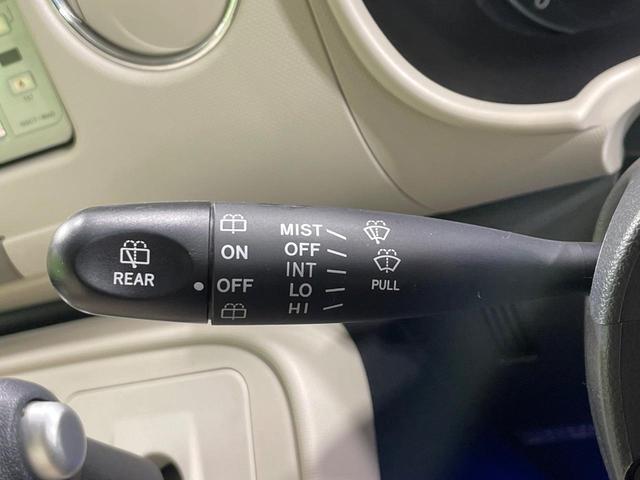 REAR
ON
OFF
MIST
OFF
INT
LO
HI
PULL